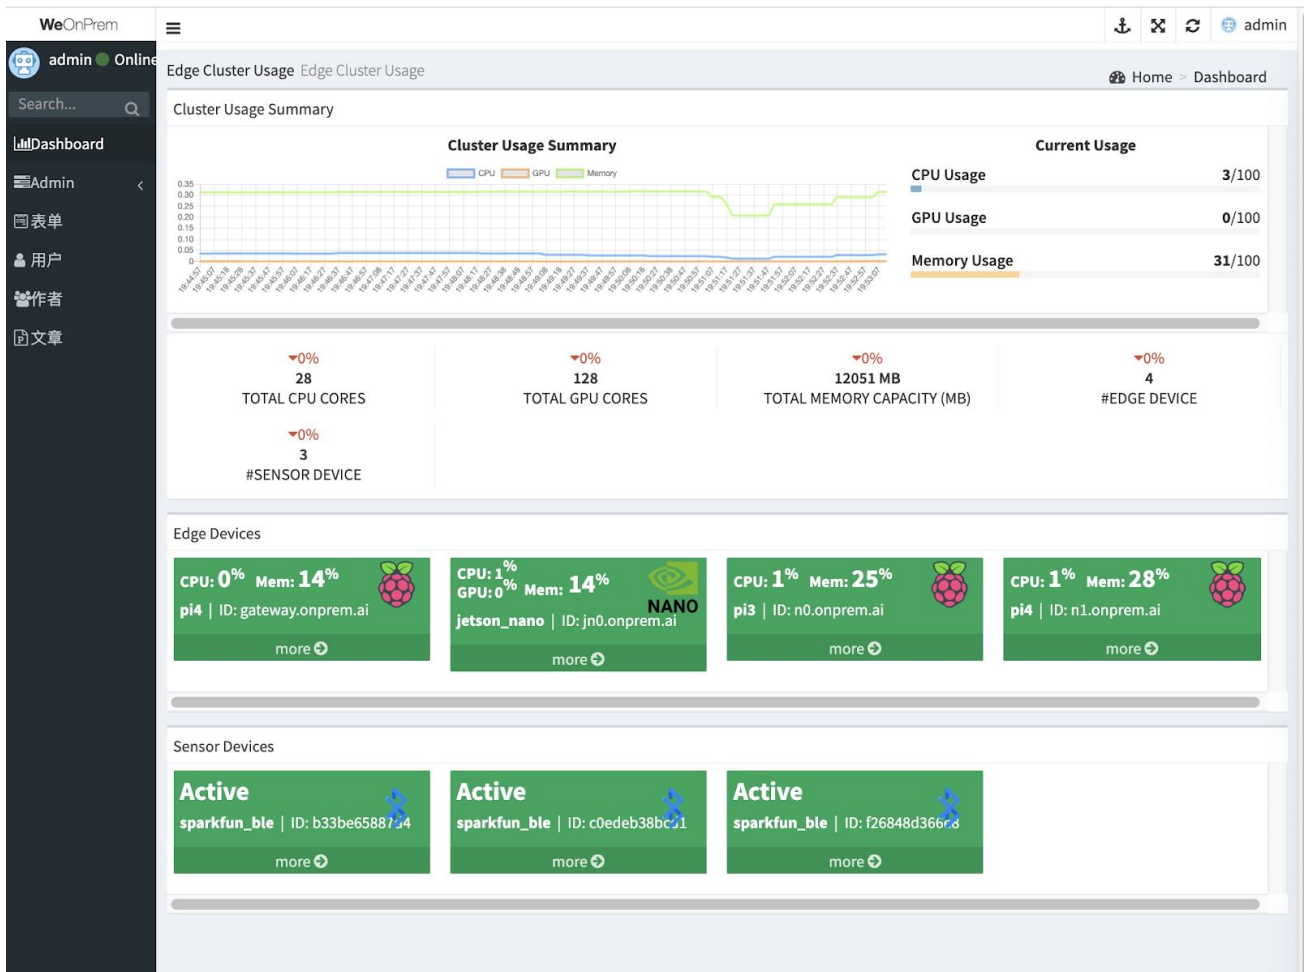 WeOnPrem
admin
admin Online
Search...
Dashboard
Admin
表单
用户
作者
文章
Edge Cluster Usage Edge Cluster Usage
Home > Dashboard
Cluster Usage Summary
Cluster Usage Summary
CPU GPU Memory
0.35
0.30
0.25
0.20
0.15
0.10
0.05
0
Current Usage
CPU Usage 3/100
GPU Usage 0/100
Memory Usage 31/100
0%
28
TOTAL CPU CORES
0%
128
TOTAL GPU CORES
0%
12051 MB
TOTAL MEMORY CAPACITY (MB)
0%
4
#EDGE DEVICE
0%
3
#SENSOR DEVICE
Edge Devices
CPU: 0% Mem: 14%
pi4 | ID: gateway.onprem.ai
more
CPU: 1%
GPU: 0% Mem: 14%
NANO
jetson_nano | ID: jn0.onprem.ai
more
CPU: 1% Mem: 25%
pi3 | ID: n0.onprem.ai
more
CPU: 1% Mem: 28%
pi4 | ID: n1.onprem.ai
more
Sensor Devices
Active
sparkfun_ble | ID:
more
Active
sparkfun_ble | ID:
more
Active
sparkfun_ble | ID:
more